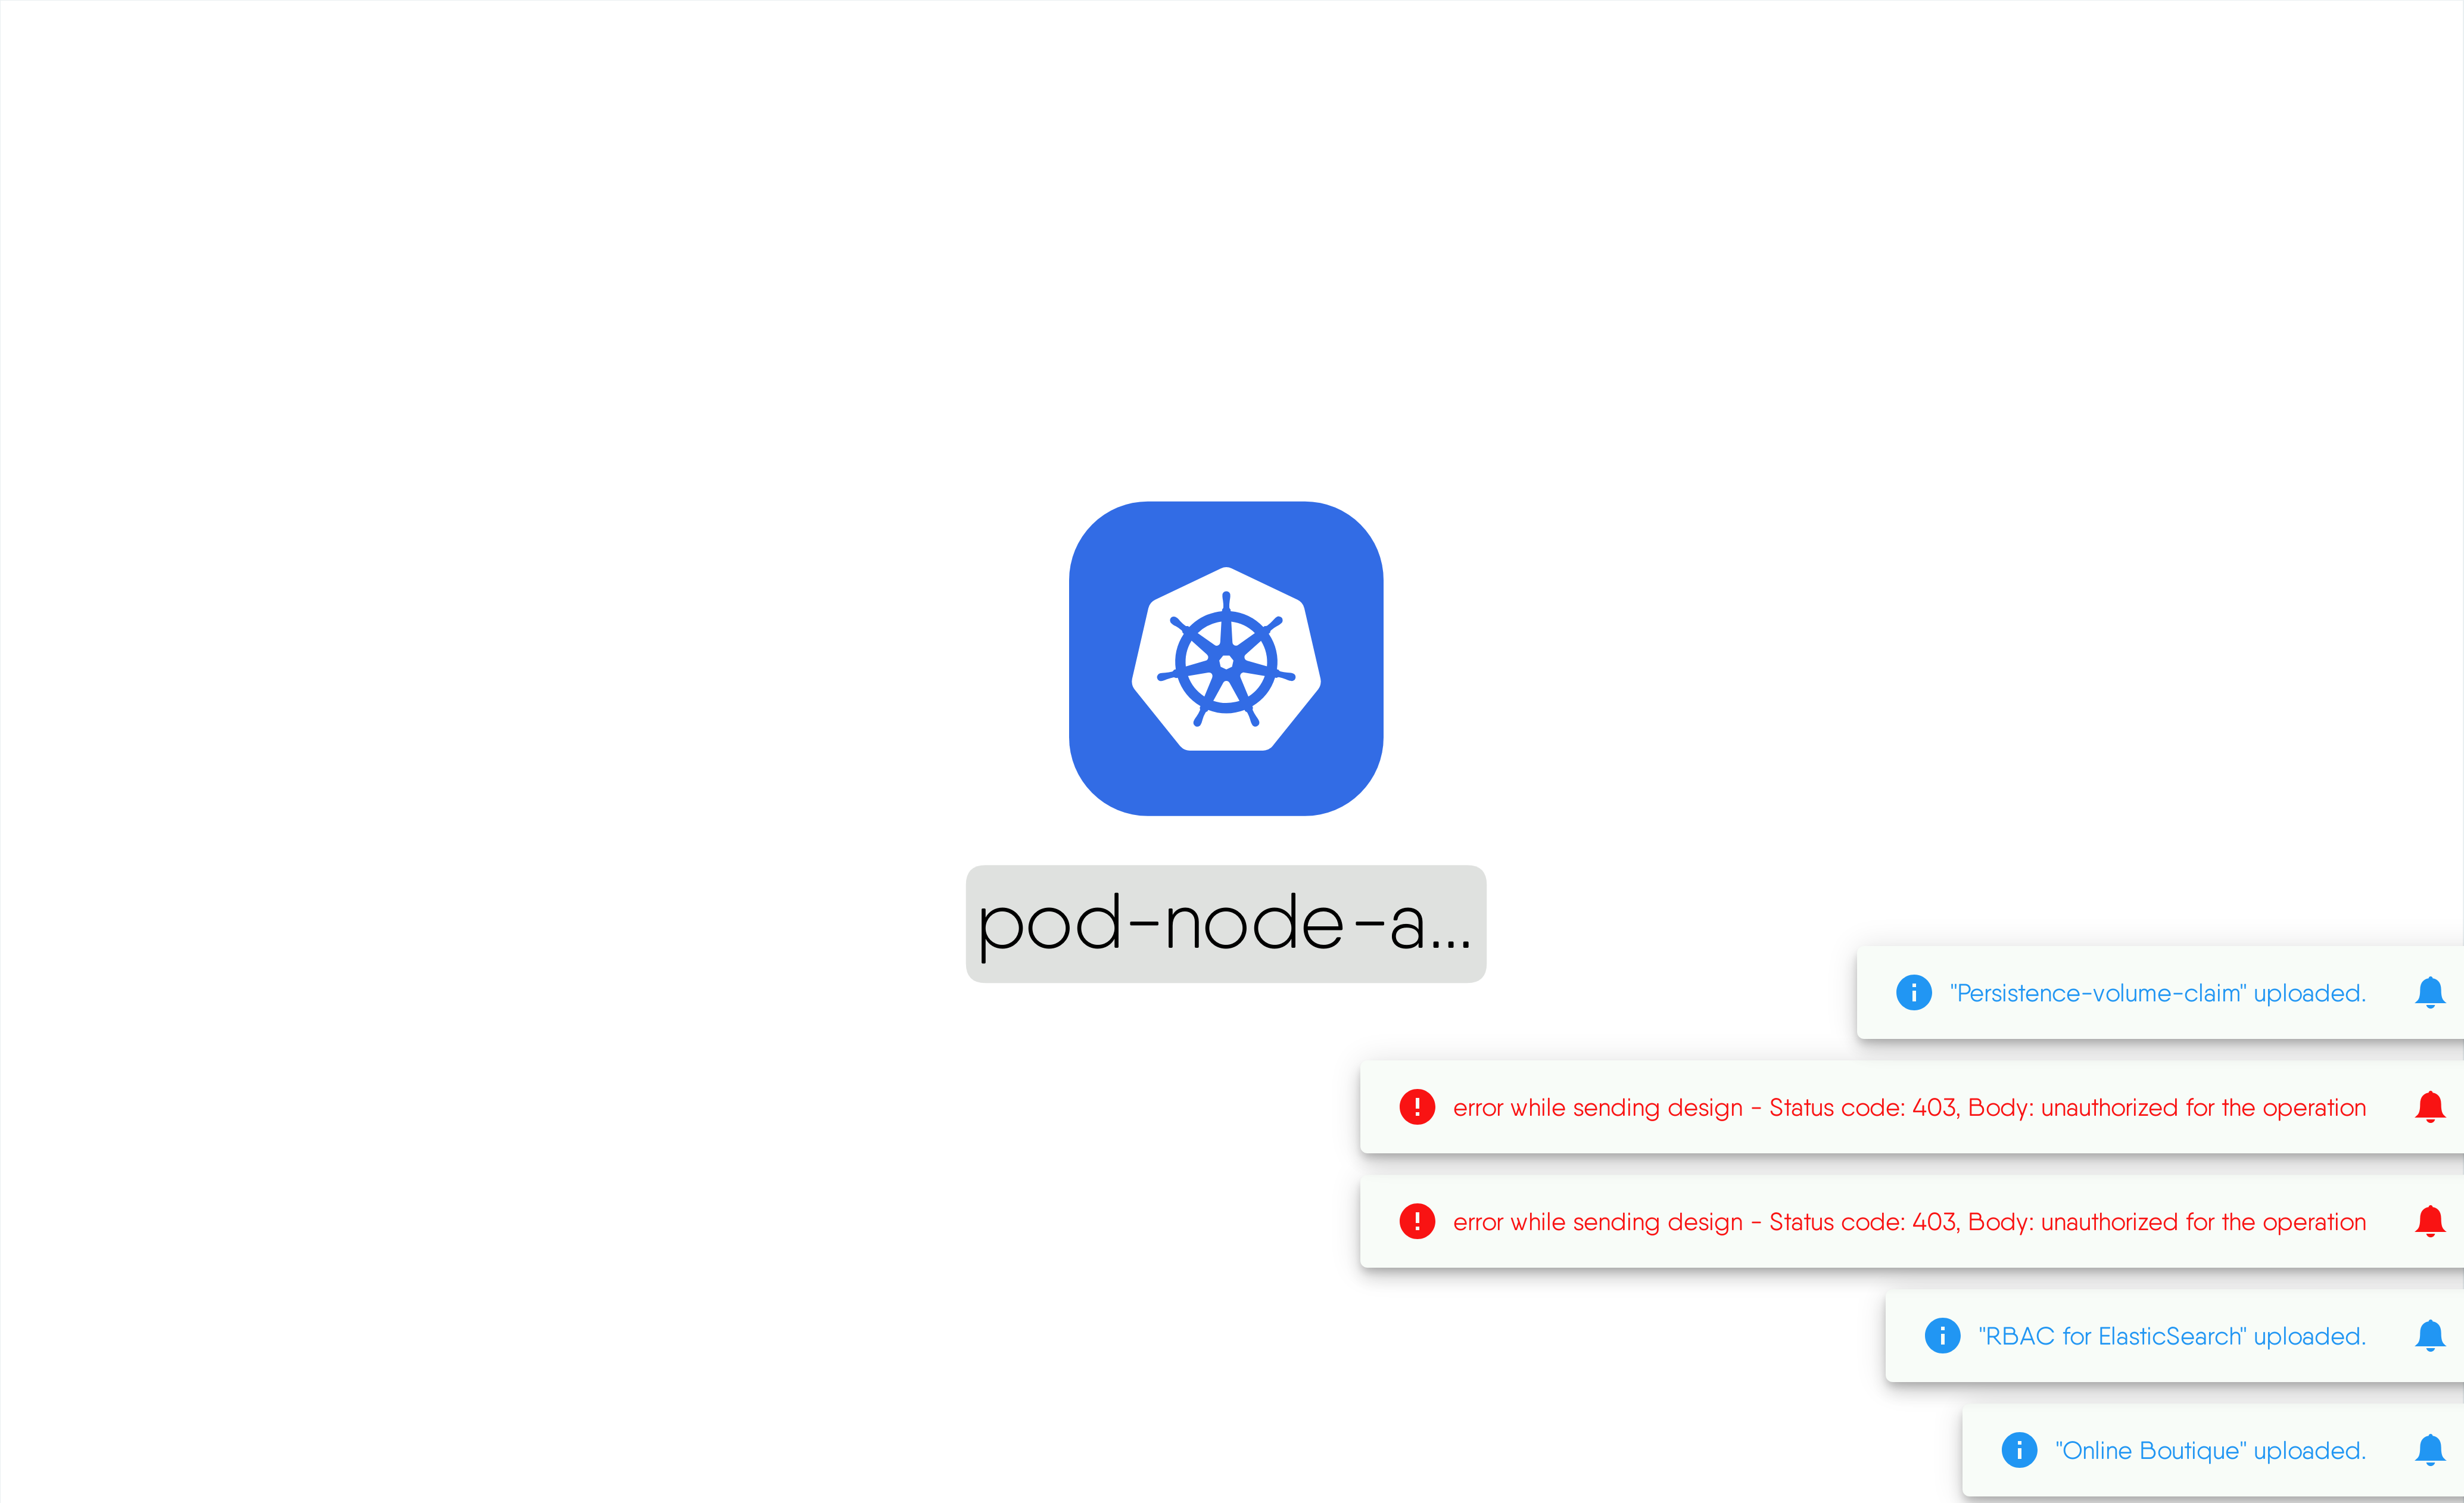 pod-node-a...
"Persistence-volume-claim" uploaded.
error while sending design - Status code: 403, Body: unauthorized for the operation
error while sending design - Status code: 403, Body: unauthorized for the operation
"RBAC for ElasticSearch" uploaded.
"Online Boutique" uploaded.